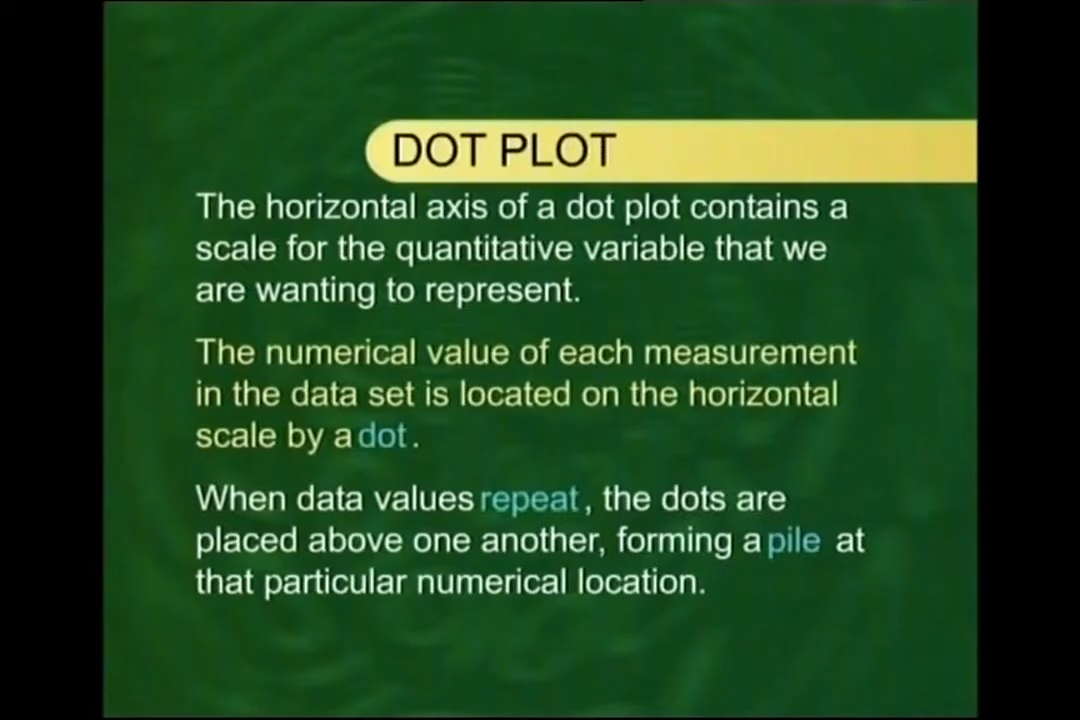 DOT PLOT
The horizontal axis of a dot plot contains a
scale for the quantitative variable that we
are wanting to represent.
The numerical value of each measurement
in the data set is located on the horizontal
scale by a dot.
When data values repeat, the dots are
placed above one another, forming a pile at
that particular numerical location.